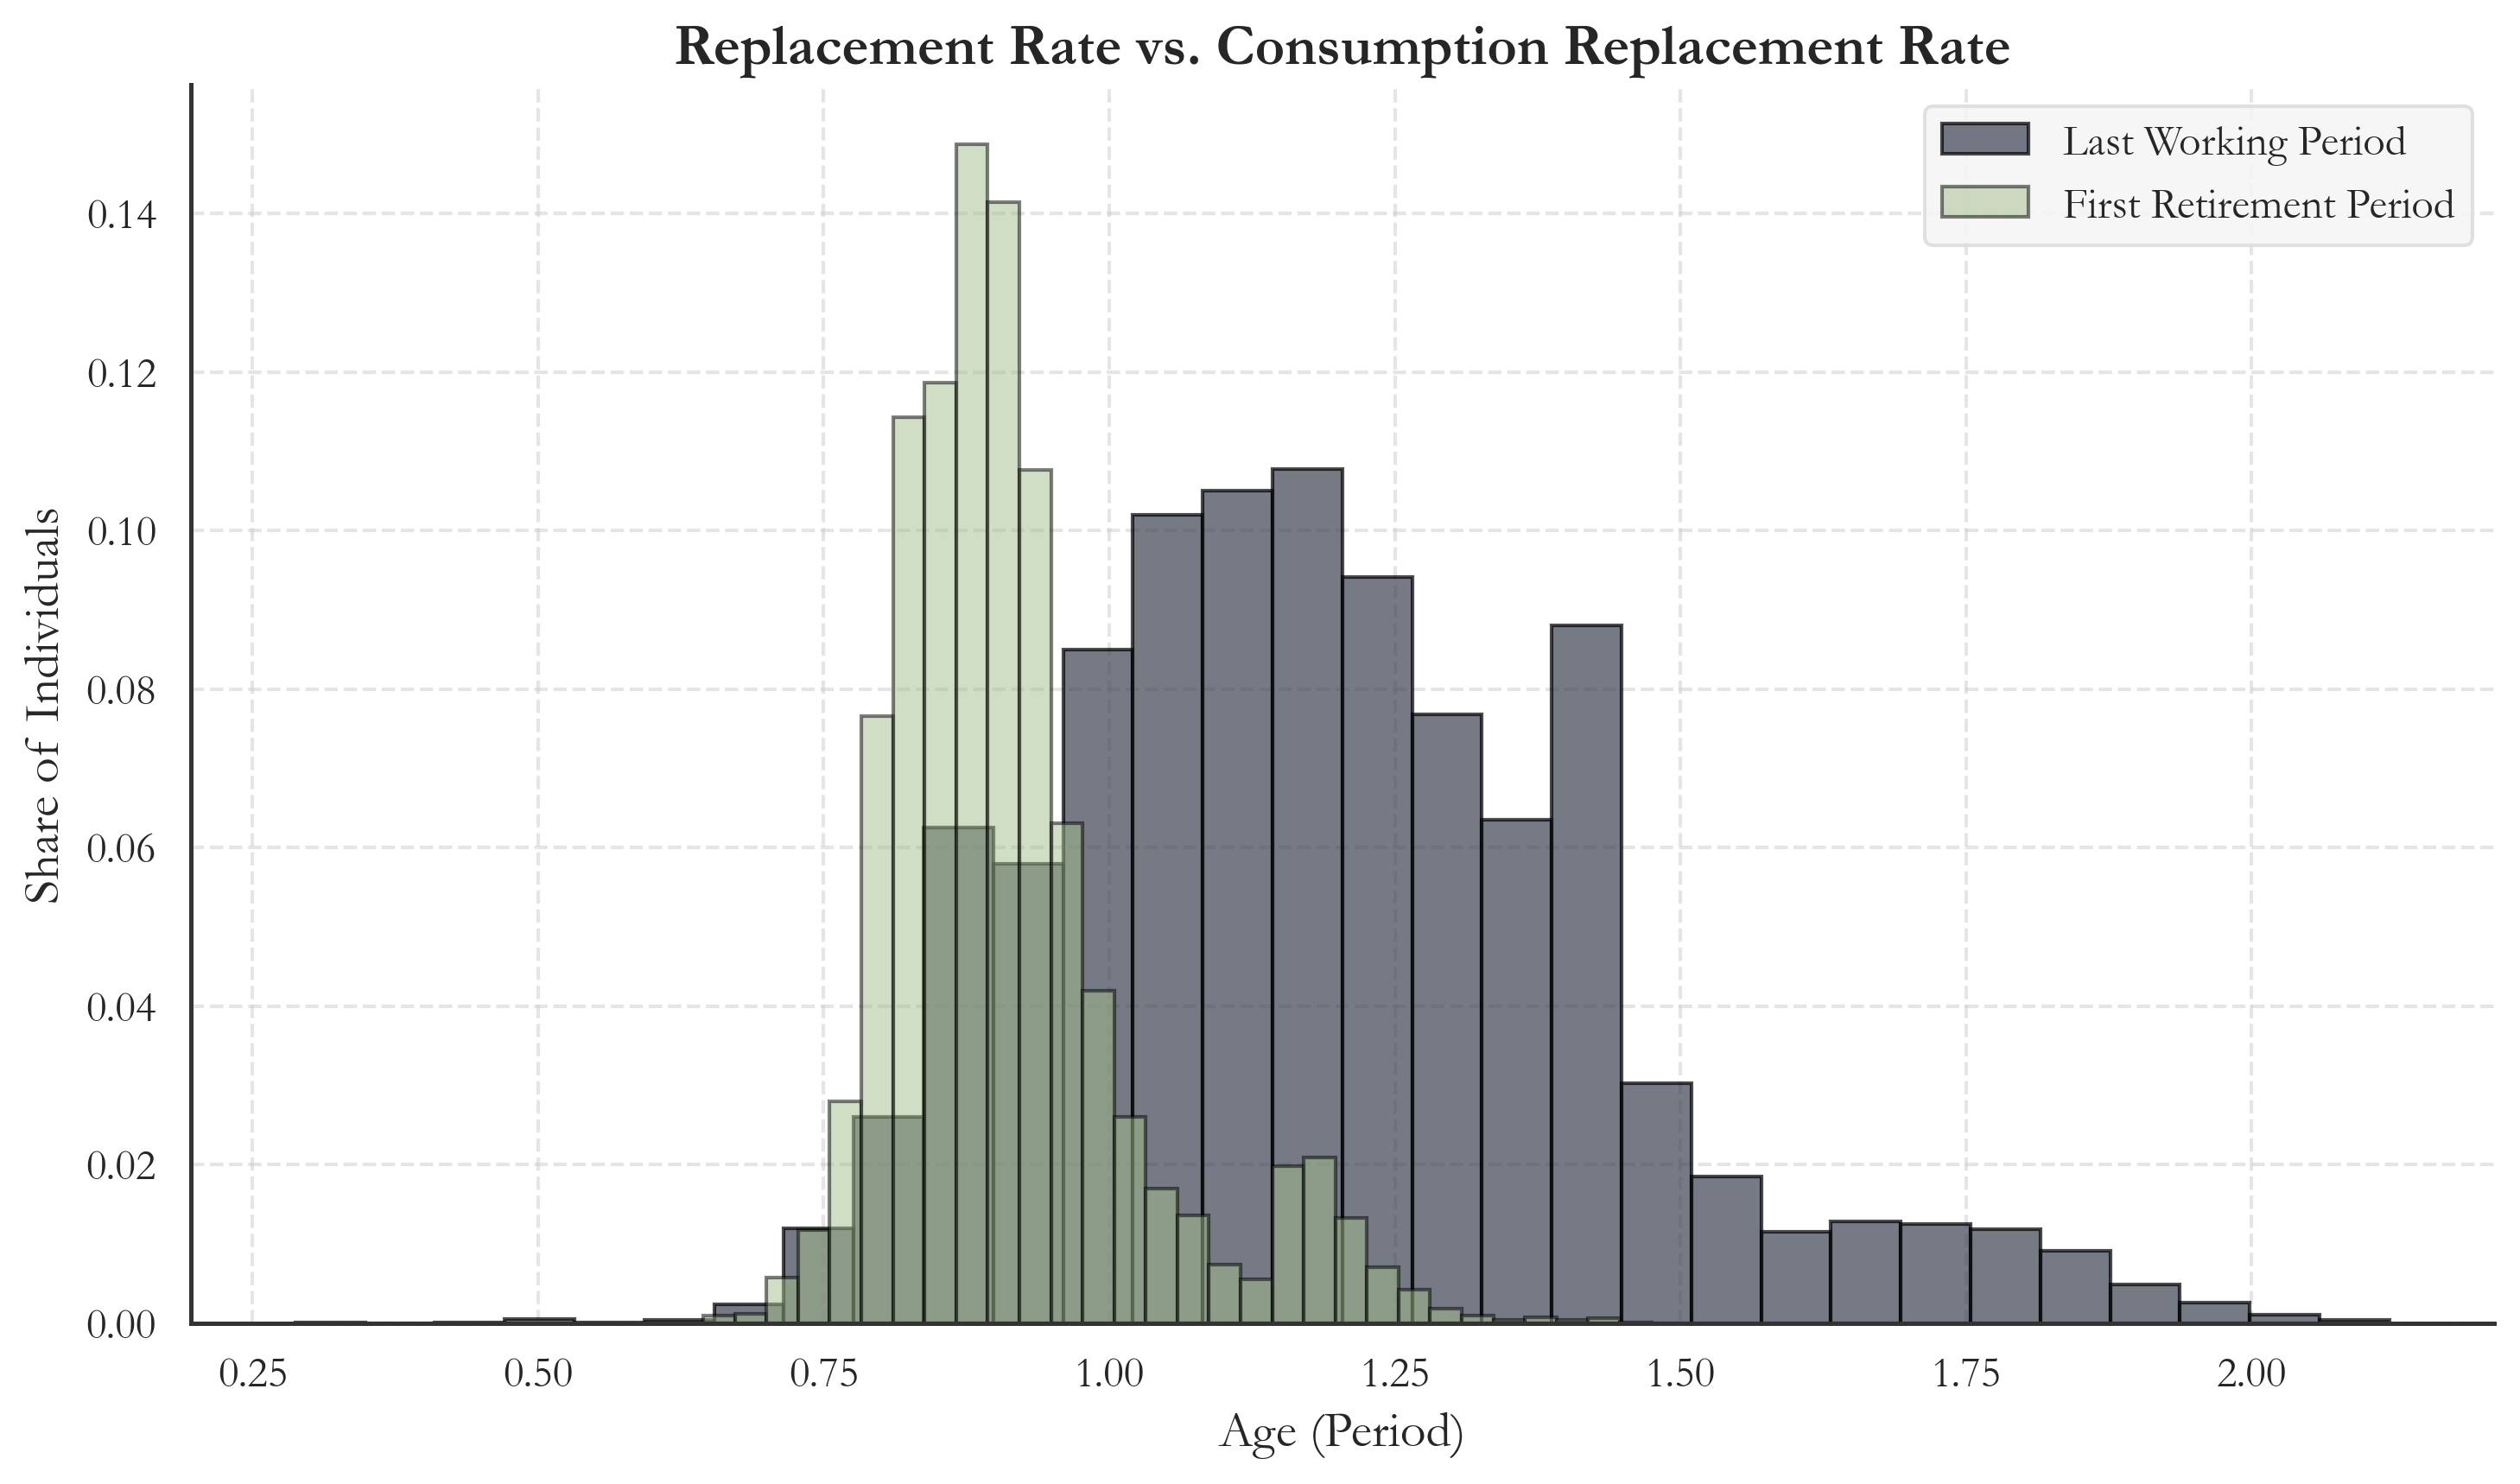 Replacement Rate vs. Consumption Replacement Rate
Last Working Period
First Retirement Period
Share of Individuals
0.14
0.12
0.10
0.08
0.06
0.04
0.02
0.00
0.25 0.50 0.75 1.00 1.25 1.50 1.75 2.00
Age (Period)